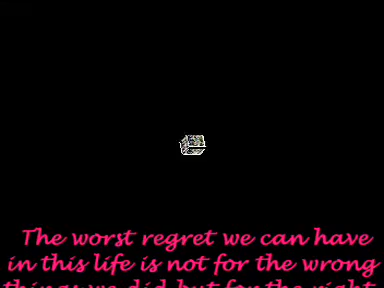 The worst regret we can have
in this life is not for the wrong
things we did but for the right